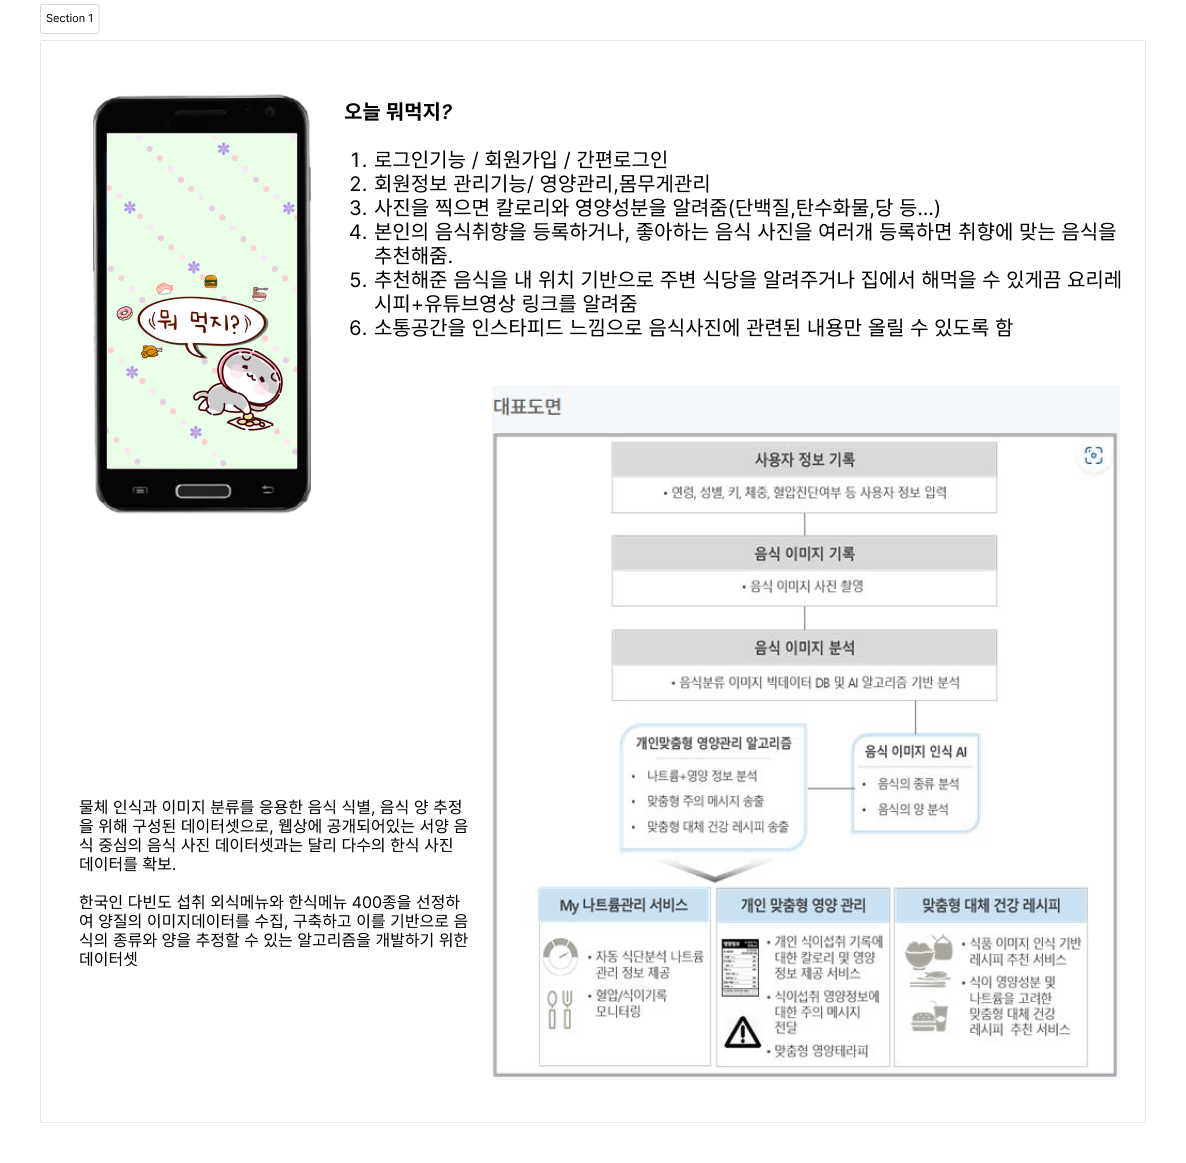 Section 1
오늘 뭐먹지?
1. 로그인기능 / 회원가입 / 간편로그인
2. 회원정보 관리기능/ 영양관리,몸무게관리
3. 사진을 찍으면 칼로리와 영양성분을 알려줌(단백질,탄수화물,당 등...)
4. 본인의 음식취향을 등록하거나, 좋아하는 음식 사진을 여러개 등록하면 취향에 맞는 음식을
추천해줌.
5. 추천해준 음식을 내 위치 기반으로 주변 식당을 알려주거나 집에서 해먹을 수 있게끔 요리레
시피+유튜브영상 링크를 알려줌
6. 소통공간을 인스타피드 느낌으로 음식사진에 관련된 내용만 올릴 수 있도록 함
뭐 먹지?
대표도면
사용자 정보 기록
• 연령, 성별, 키, 체중, 혈압진단여부 등 사용자 정보 입력
음식 이미지 기록
• 음식 이미지 사진 촬영
음식 이미지 분석
• 음식분류 이미지 빅데이터 DB 및 AI 알고리즘 기반 분석
개인맞춤형 영양관리 알고리즘
• 나트륨+영양 정보 분석
• 맞춤형 주의 메시지 송출
• 맞춤형 대체 건강 레시피 송출
음식 이미지 인식 AI
• 음식의 종류 분석
• 음식의 양 분석
My 나트륨관리 서비스
• 자동 식단분석 나트륨
관리 정보 제공
• 혈압/식이기록
모니터링
개인 맞춤형 영양 관리
• 개인 식이섭취 기록에
대한 칼로리 및 영양
정보 제공 서비스
• 식이섭취 영양정보에
대한 주의 메시지
전달
• 맞춤형 영양테라피
맞춤형 대체 건강 레시피
• 식품 이미지 인식 기반
레시피 추천 서비스
• 식이 영양성분 및
나트륨을 고려한
맞춤형 대체 건강
레시피 추천 서비스
물체 인식과 이미지 분류를 응용한 음식 식별, 음식 양 추정
을 위해 구성된 데이터셋으로, 웹상에 공개되어있는 서양 음
식 중심의 음식 사진 데이터셋과는 달리 다수의 한식 사진
데이터를 확보.
한국인 다빈도 섭취 외식메뉴와 한식메뉴 400종을 선정하
여 양질의 이미지데이터를 수집, 구축하고 이를 기반으로 음
식의 종류와 양을 추정할 수 있는 알고리즘을 개발하기 위한
데이터셋